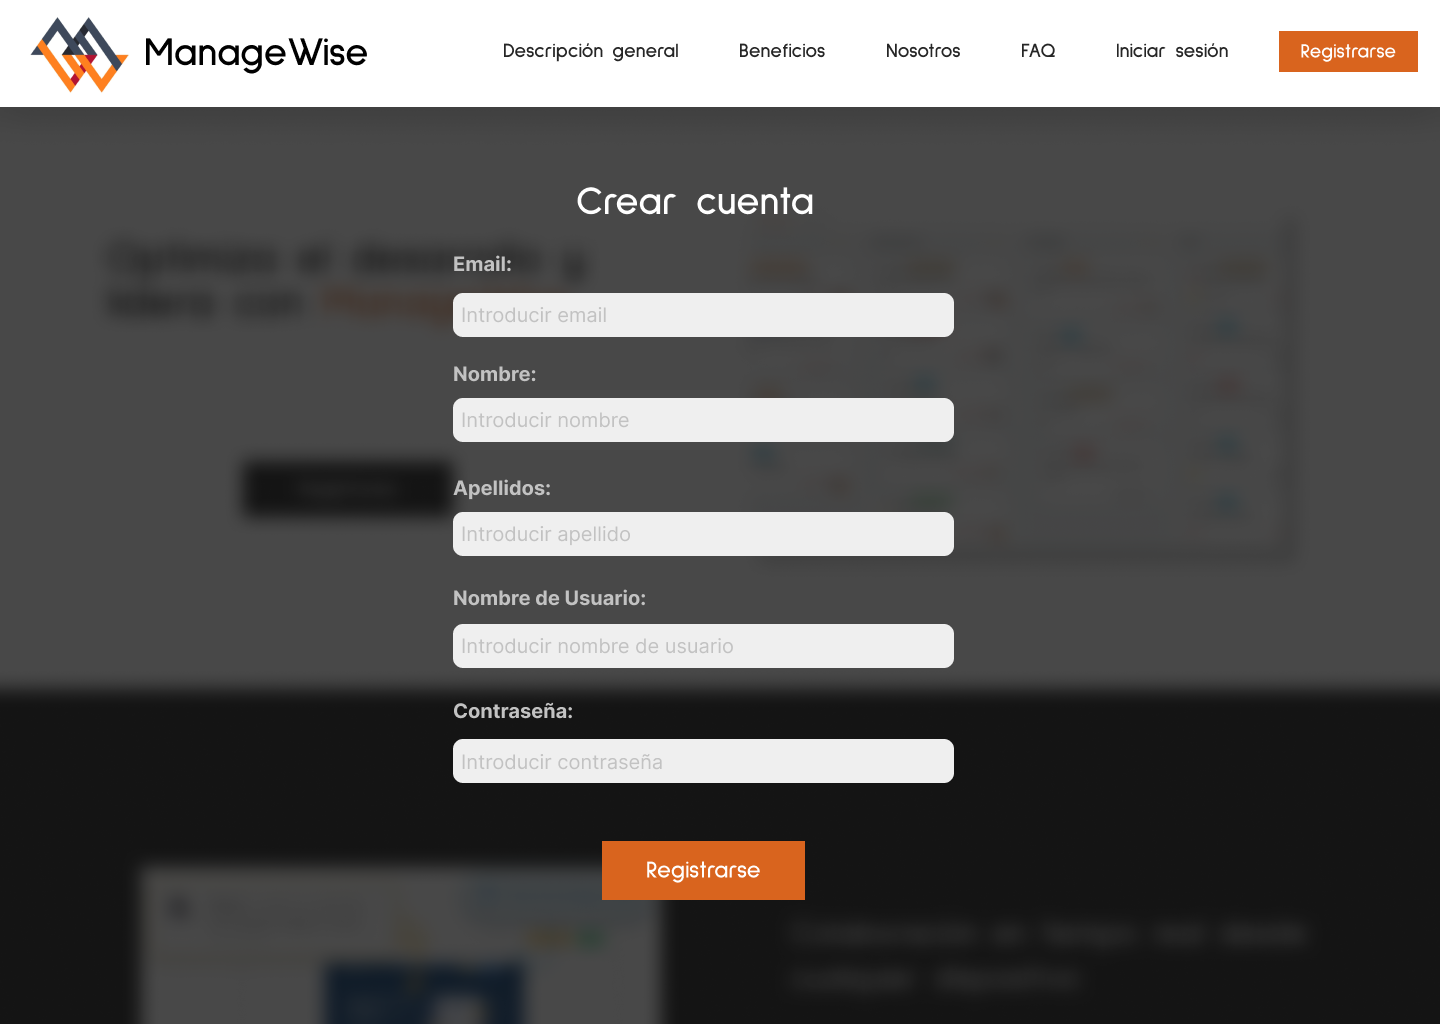 ManageWise
Descripción general
Beneficios
Nosotros
FAQ
Iniciar sesión
Registrarse
Crear cuenta
Email:
Introducir email
Nombre:
Introducir nombre
Apellidos:
Introducir apellido
Nombre de Usuario:
Introducir nombre de usuario
Contraseña:
Introducir contraseña
Registrarse